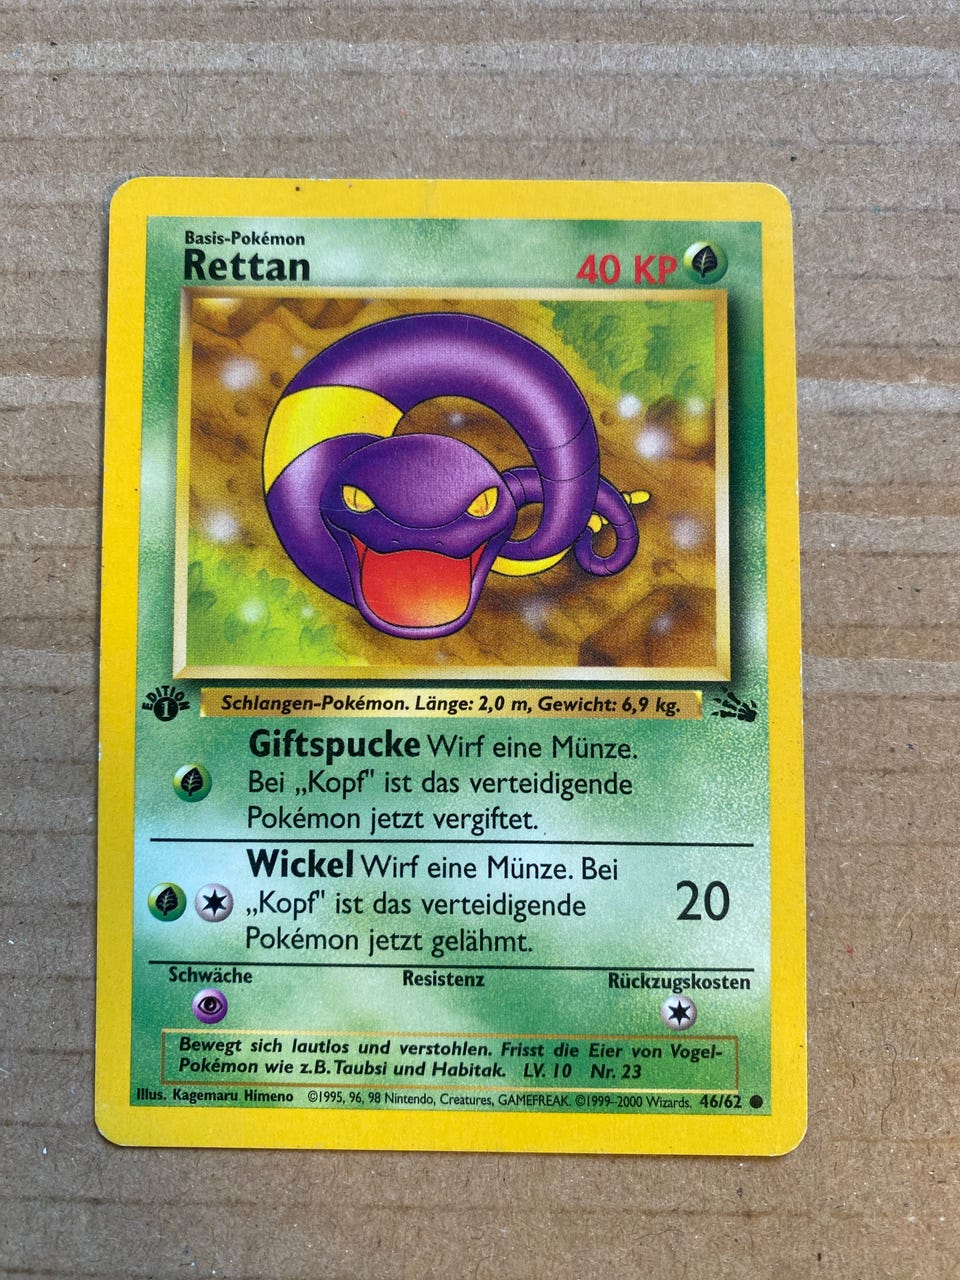 Basis-Pokémon
Rettan
40 KP
EDITION
1
Schlangen-Pokémon. Länge: 2,0 m, Gewicht: 6,9 kg.
Giftspucke Wirf eine Münze.
Bei „Kopf" ist das verteidigende
Pokémon jetzt vergiftet.
Wickel Wirf eine Münze. Bei
„Kopf" ist das verteidigende
Pokémon jetzt gelähmt.
20
Schwäche
Resistenz
Rückzugskosten
Bewegt sich lautlos und verstohlen. Frisst die Eier von Vogel-
Pokémon wie z.B. Taubsi und Habitak. LV. 10 Nr. 23
Illus. Kagemaru Himeno ©1995, 96, 98 Nintendo, Creatures, GAMEFREAK. ©1999–2000 Wizards. 46/62